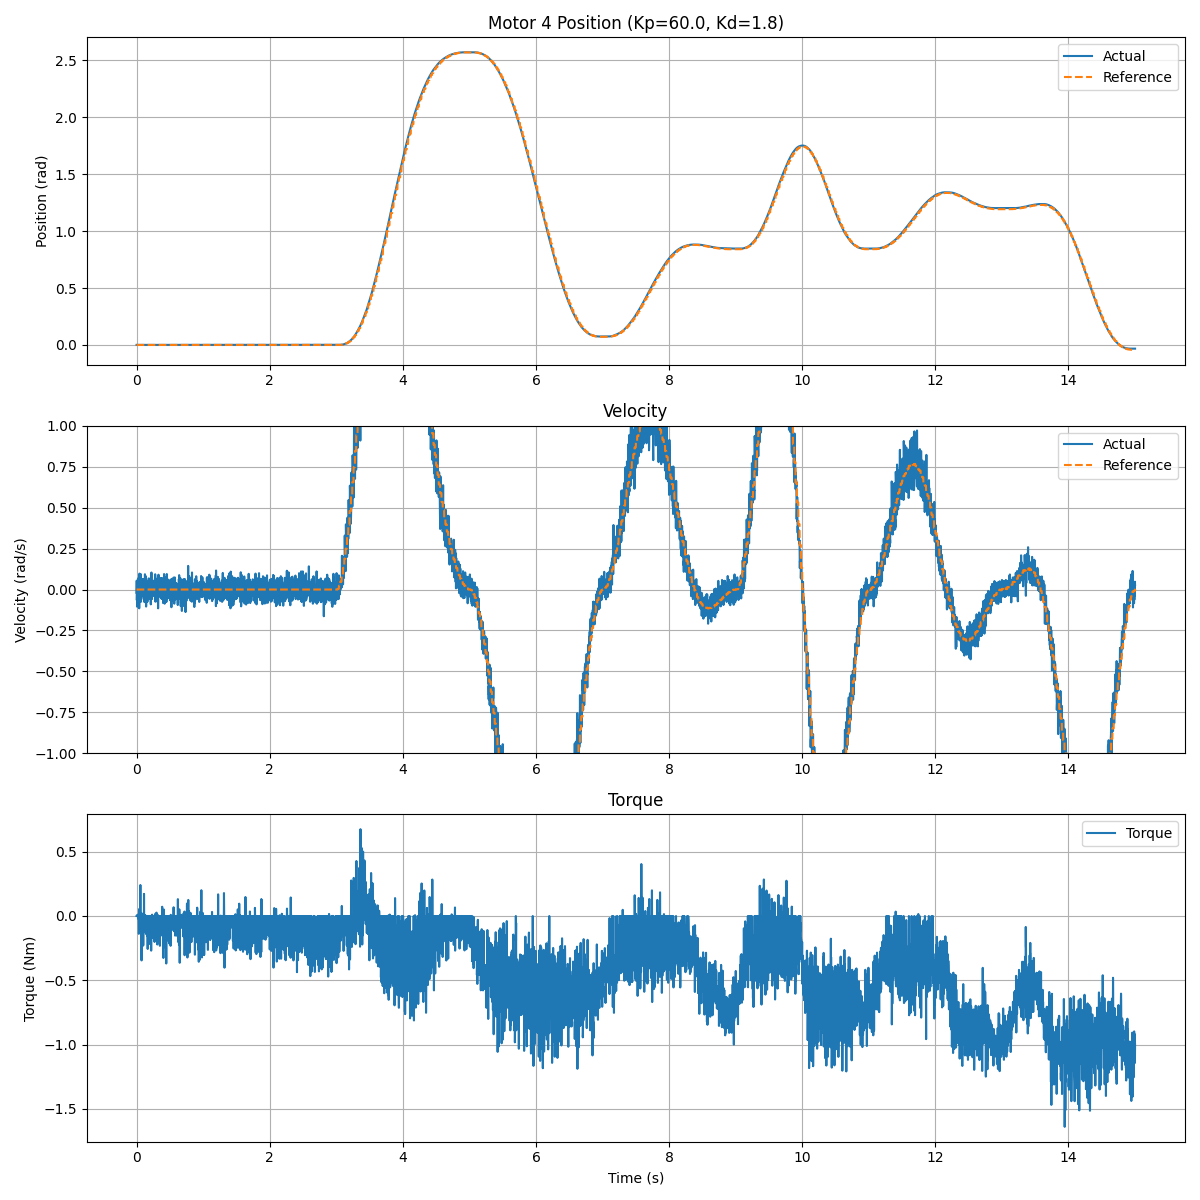 Motor 4 Position (Kp=60.0, Kd=1.8)
Position (rad)
2.5
2.0
1.5
1.0
0.5
0.0
Actual
Reference
0 2 4 6 8 10 12 14
Velocity
Velocity (rad/s)
1.00
0.75
0.50
0.25
0.00
−0.25
−0.50
−0.75
−1.00
Actual
Reference
0 2 4 6 8 10 12 14
Torque
Torque (Nm)
0.5
0.0
−0.5
−1.0
−1.5
Torque
0 2 4 6 8 10 12 14
Time (s)